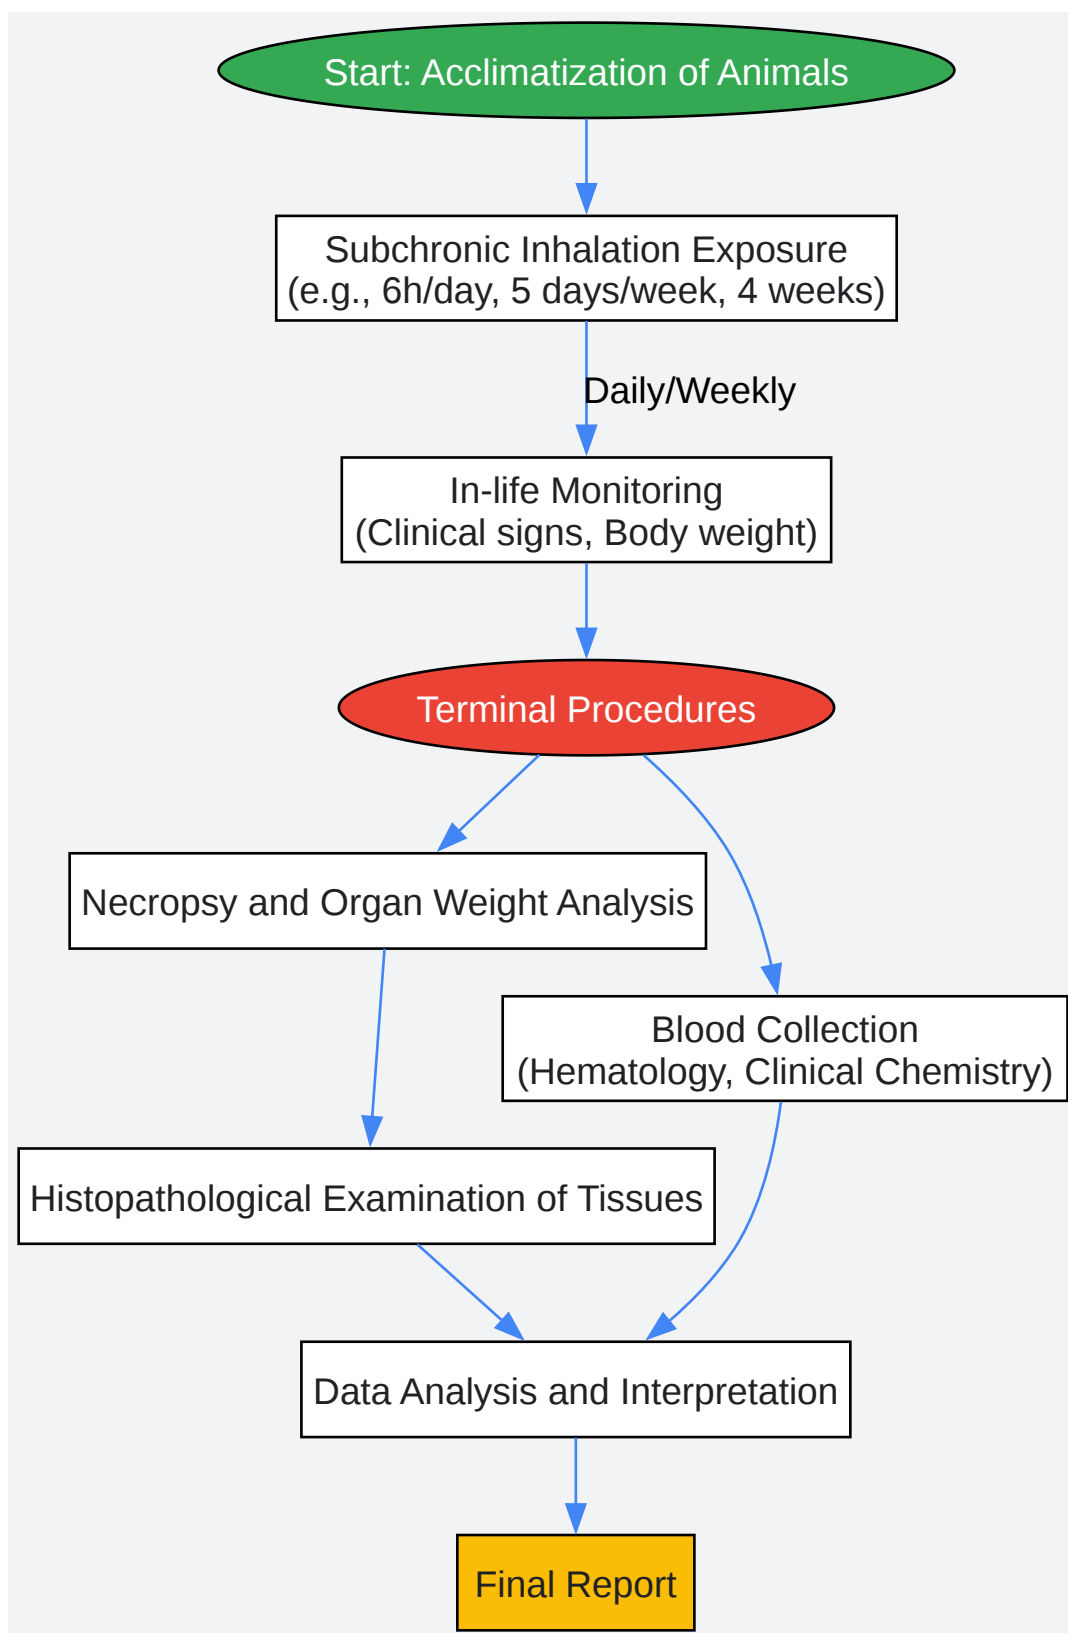 Start: Acclimatization of Animals
Subchronic Inhalation Exposure
(e.g., 6h/day, 5 days/week, 4 weeks)
Daily/Weekly
In-life Monitoring
(Clinical signs, Body weight)
Terminal Procedures
Necropsy and Organ Weight Analysis
Blood Collection
(Hematology, Clinical Chemistry)
Histopathological Examination of Tissues
Data Analysis and Interpretation
Final Report